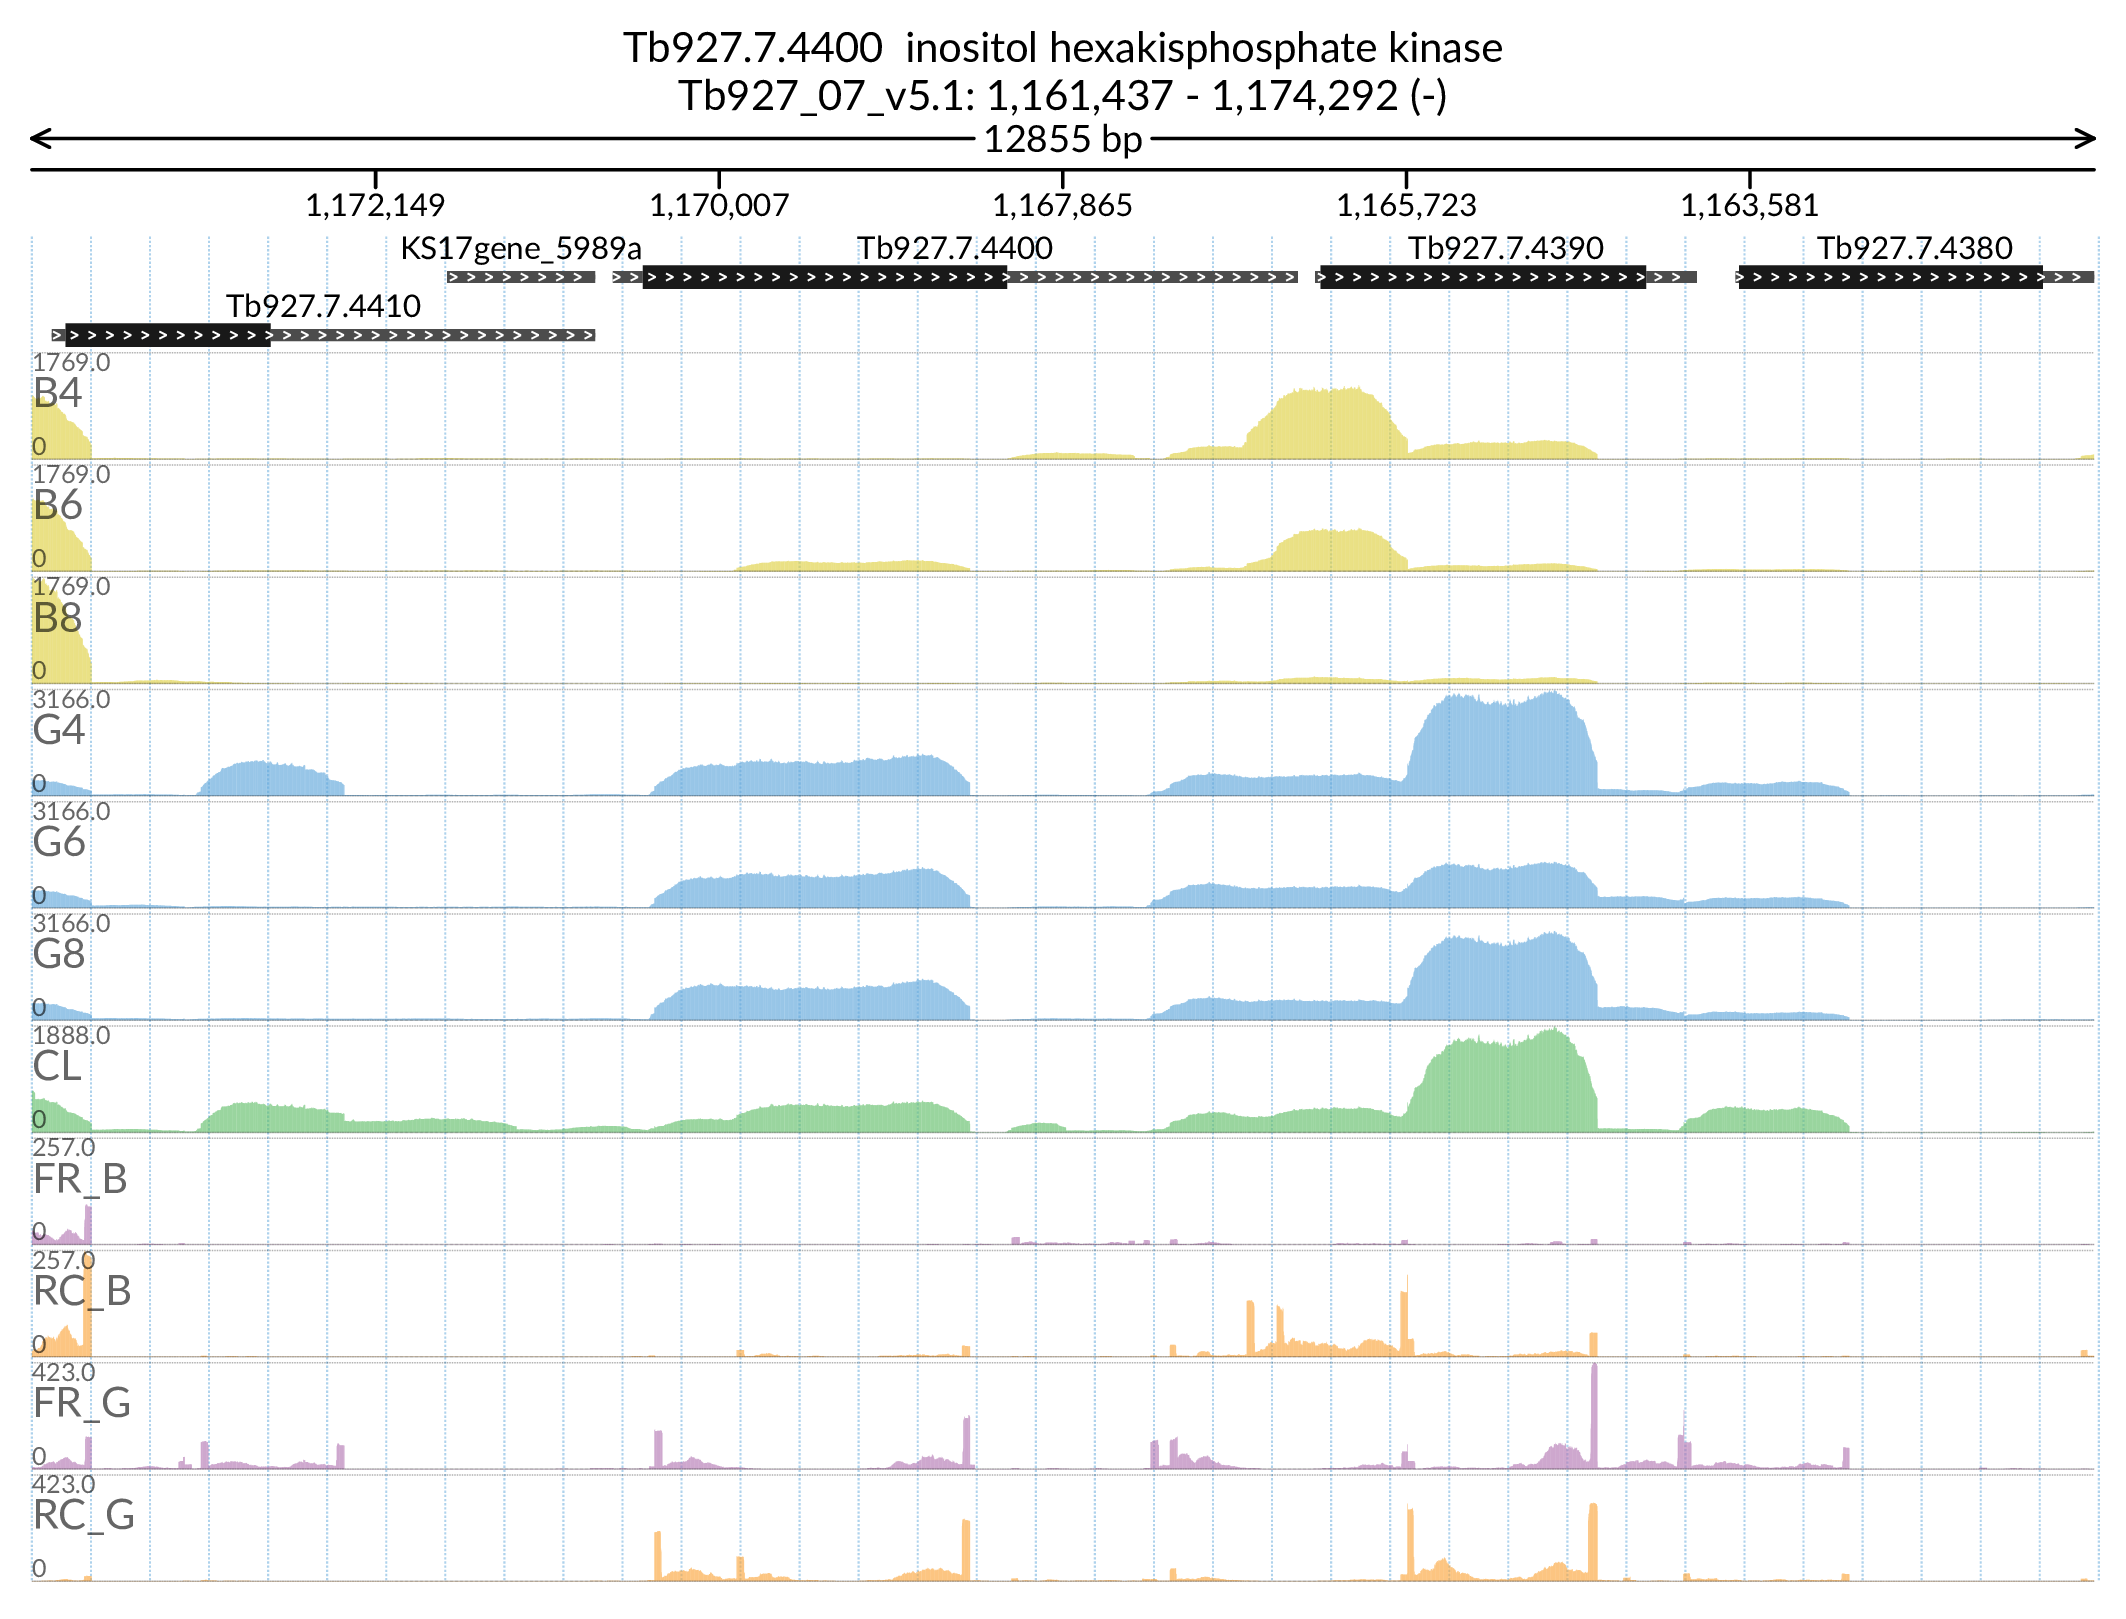 Tb927.7.4400 inositol hexakisphosphate kinase
Tb927_07_v5.1: 1,161,437 - 1,174,292 (-)
12855 bp
1,172,149 1,170,007 1,167,865 1,165,723 1,163,581
KS17gene_5989a Tb927.7.4400 Tb927.7.4390 Tb927.7.4380
Tb927.7.4410
1769.0
B4
0
1769.0
B6
0
1769.0
B8
0
3166.0
G4
0
3166.0
G6
0
3166.0
G8
0
1888.0
CL
0
257.0
FR_B
0
257.0
RC_B
0
423.0
FR_G
0
423.0
RC_G
0